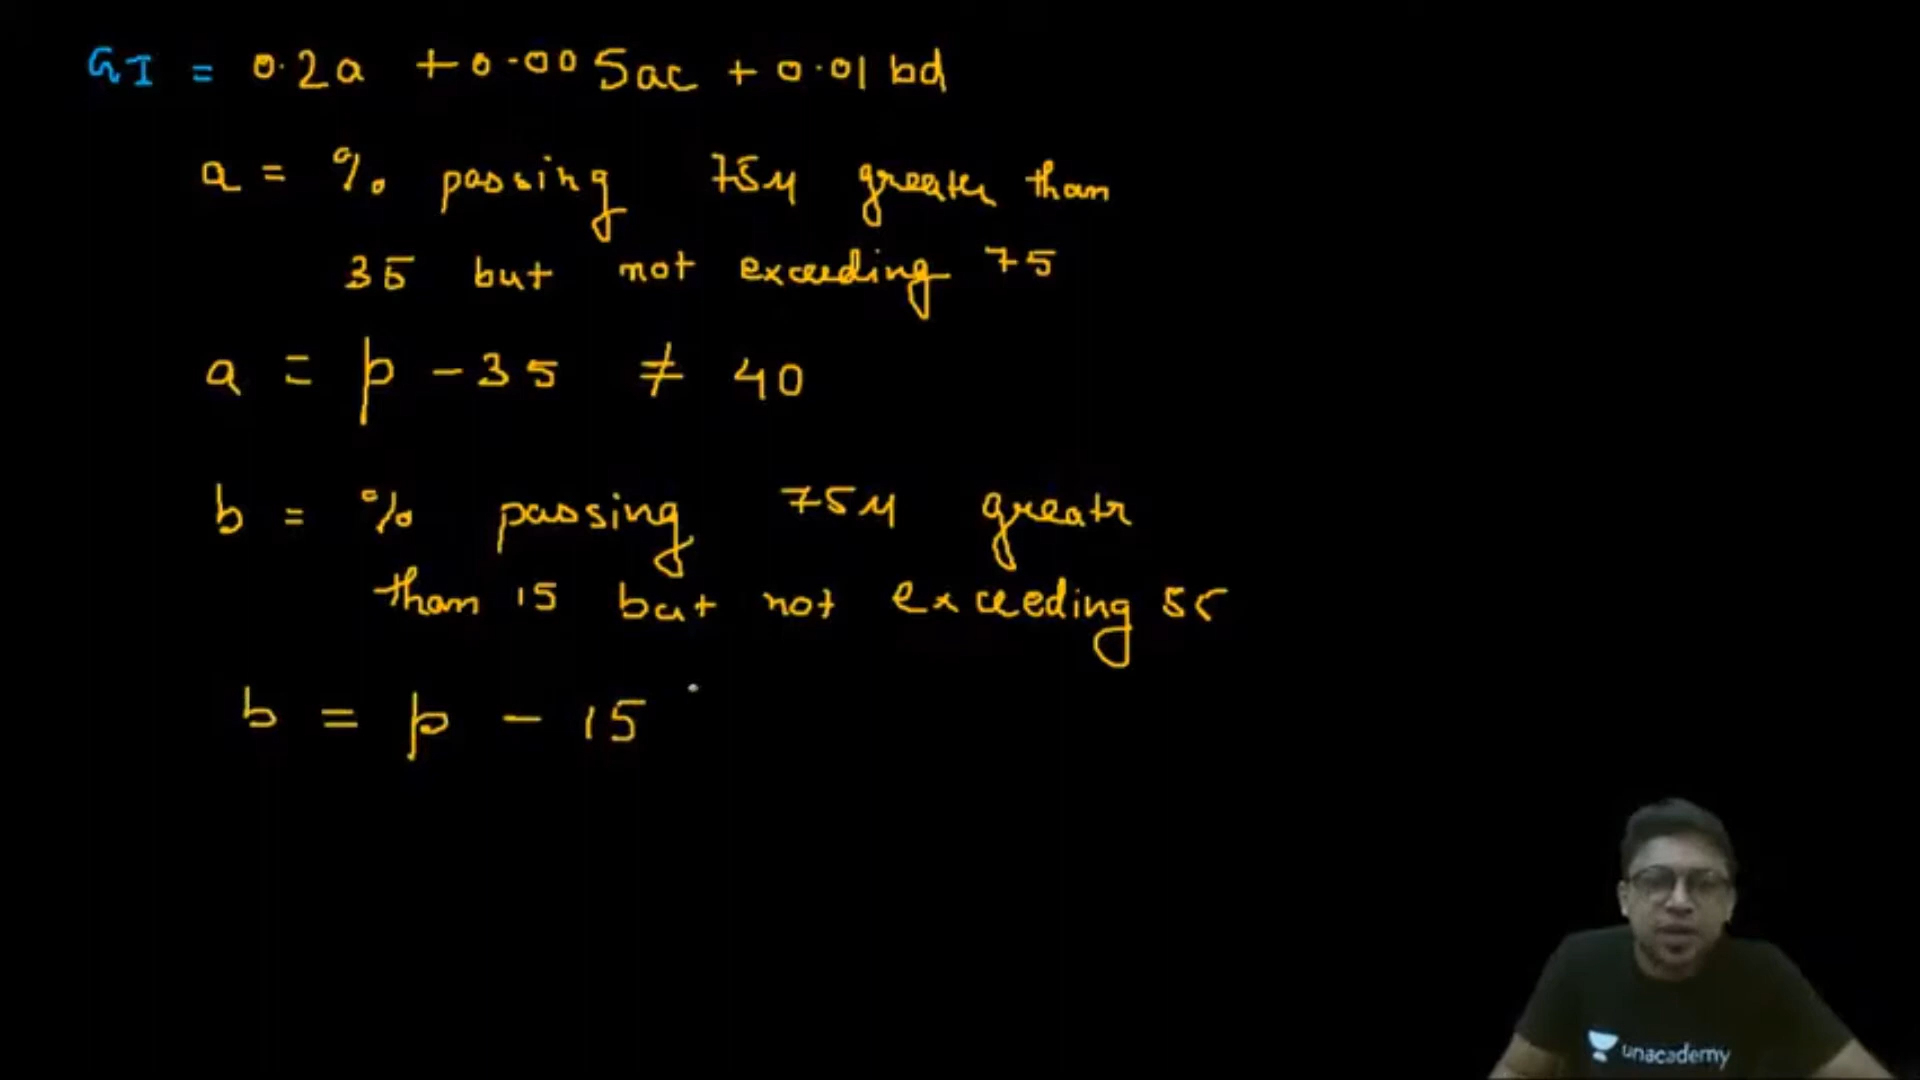 GI = 0.2a + 0.005ac + 0.01bd
a = % passing 75μ greater than
35 but not exceeding 75
a = p - 35 ≯ 40
b = % passing 75μ greatr
than 15 but not exceeding 55
b = p - 15
unacademy